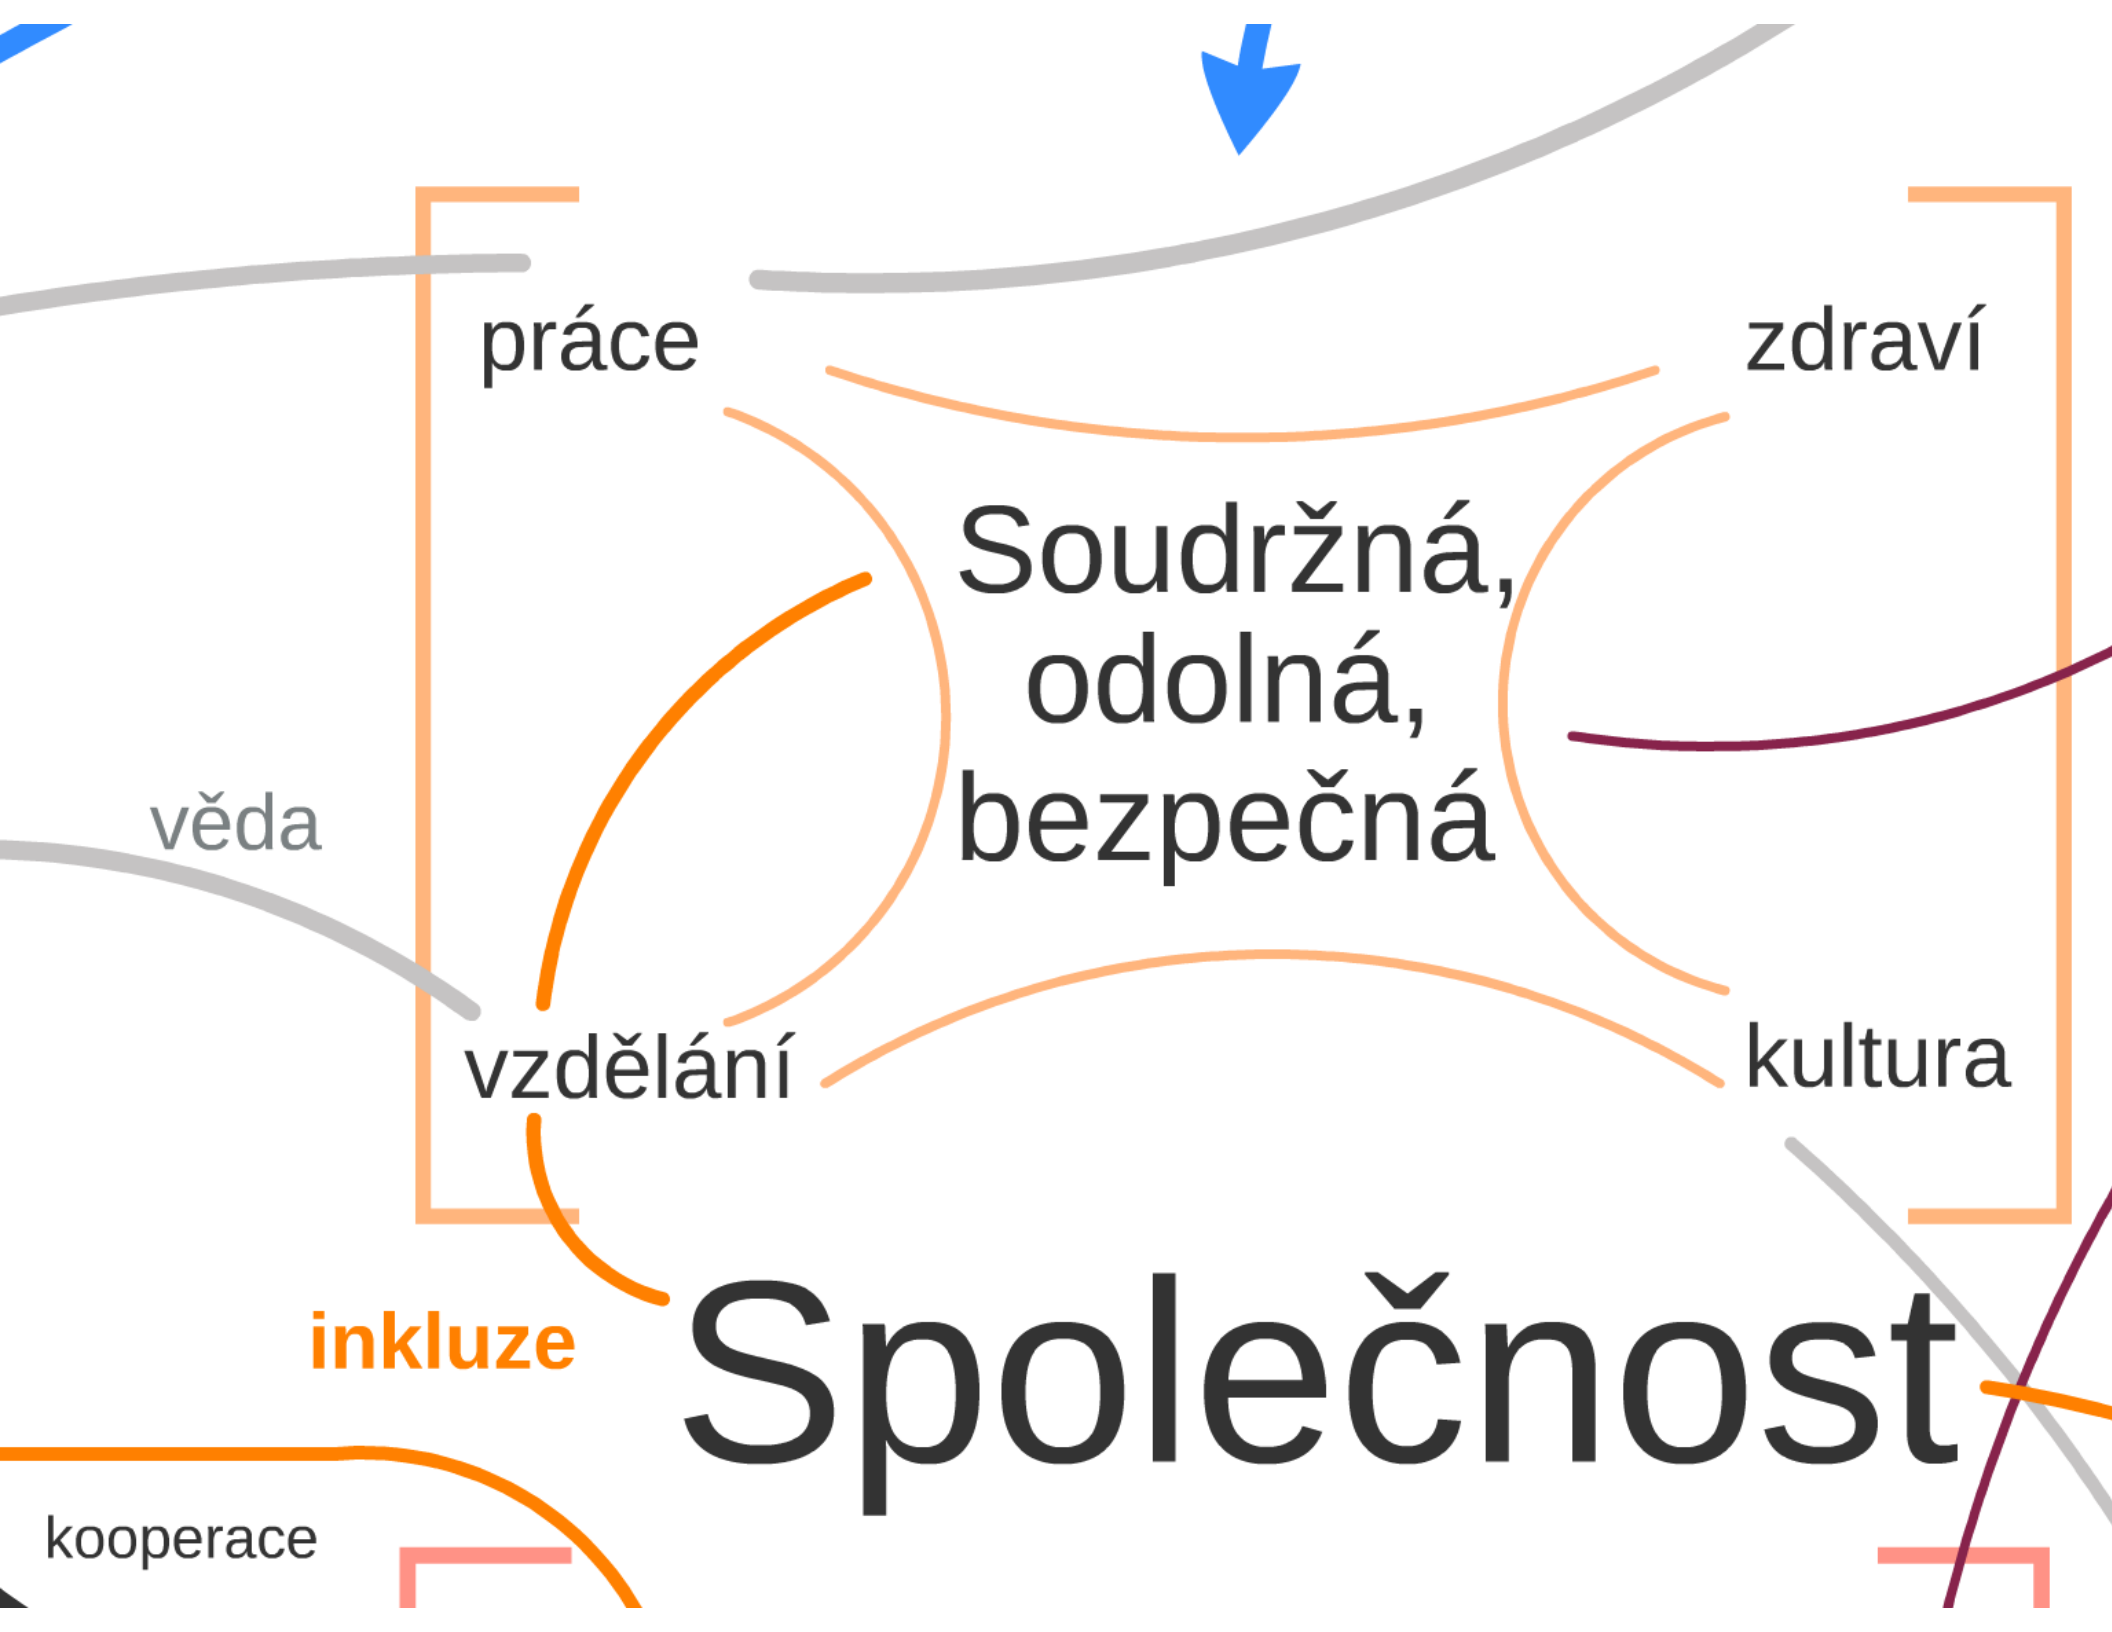 práce
zdraví
Soudržná,
odolná,
bezpečná
věda
vzdělání
kultura
inkluze
Společnost
kooperace